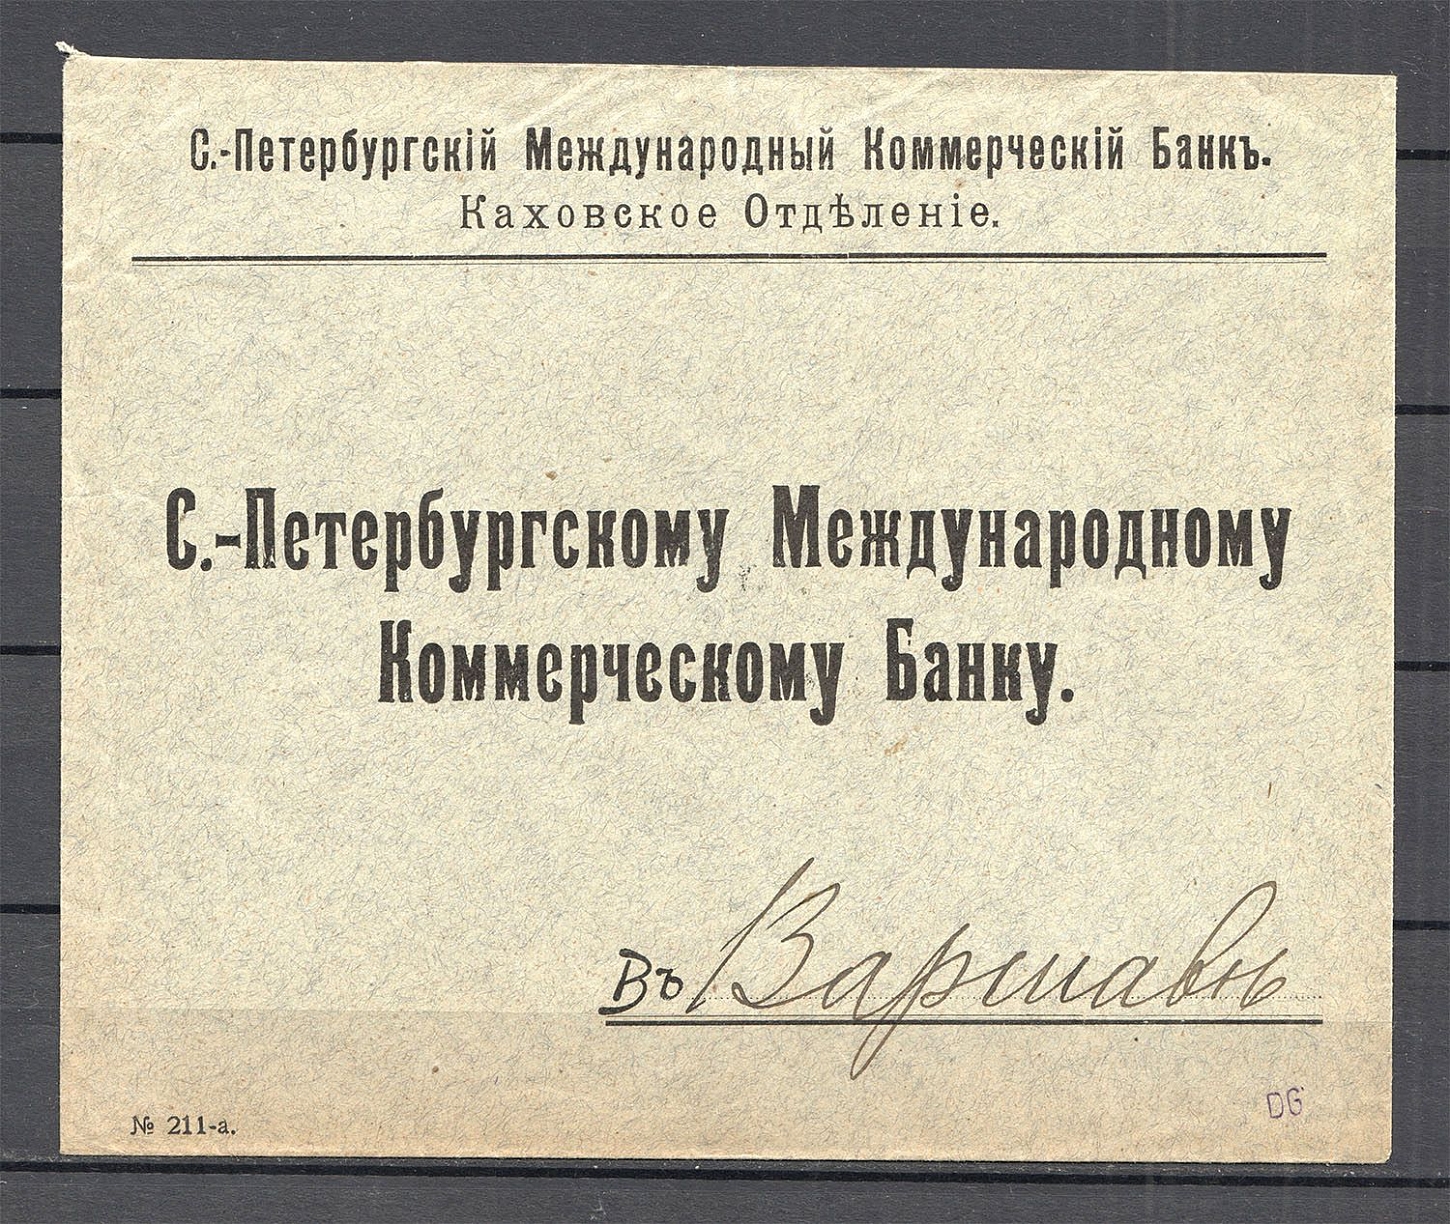 С.-Петербургскій Международный Коммерческій Банкъ.
Каховское Отдѣленіе.
С.-Петербургскому Международному
Коммерческому Банку.
Въ Варшавѣ
№ 211-а.
DG